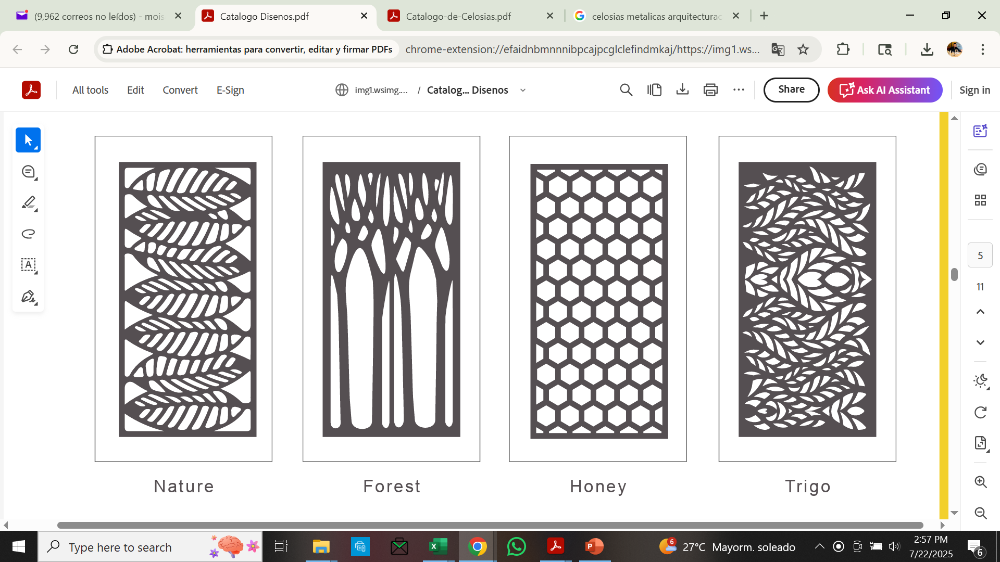 (9,962 correos no leídos) - mois
Catalogo Disenos.pdf
Catalogo-de-Celosias.pdf
celosias metalicas arquitecturac
Adobe Acrobat: herramientas para convertir, editar y firmar PDFs
chrome-extension://efaidnbmnnnibpcajpcglclefindmkaj/https://img1.ws...
All tools
Edit
Convert
E-Sign
img1.wsimg....
/
Catalog... Disenos
Share
Ask AI Assistant
Sign in
A
5
11
Nature
Forest
Honey
Trigo
Type here to search
6
27°C Mayorm. soleado
2:57 PM
7/22/2025
6